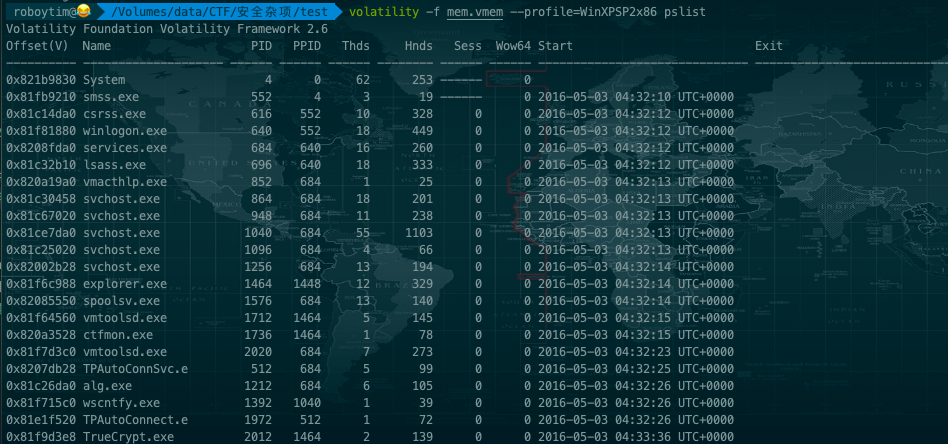 roboytim@😂 /Volumes/data/CTF/安全杂项/test volatility -f mem.vmem --profile=WinXPSP2x86 pslist
Volatility Foundation Volatility Framework 2.6
Offset(V) Name PID PPID Thds Hnds Sess Wow64 Start Exit
0x821b9830 System 4 0 62 253 ------ 0
0x81fb9210 smss.exe 552 4 3 19 ------ 0 2016-05-03 04:32:10 UTC+0000
0x81c14da0 csrss.exe 616 552 10 328 0 0 2016-05-03 04:32:12 UTC+0000
0x81f81880 winlogon.exe 640 552 18 449 0 0 2016-05-03 04:32:12 UTC+0000
0x8208fda0 services.exe 684 640 16 260 0 0 2016-05-03 04:32:12 UTC+0000
0x81c32b10 lsass.exe 696 640 18 333 0 0 2016-05-03 04:32:12 UTC+0000
0x820a19a0 vmacthlp.exe 852 684 1 25 0 0 2016-05-03 04:32:13 UTC+0000
0x81c30458 svchost.exe 864 684 18 201 0 0 2016-05-03 04:32:13 UTC+0000
0x81c67020 svchost.exe 948 684 11 238 0 0 2016-05-03 04:32:13 UTC+0000
0x81ce7da0 svchost.exe 1040 684 55 1103 0 0 2016-05-03 04:32:13 UTC+0000
0x81c25020 svchost.exe 1096 684 4 66 0 0 2016-05-03 04:32:13 UTC+0000
0x82002b28 svchost.exe 1256 684 13 194 0 0 2016-05-03 04:32:14 UTC+0000
0x81f6c988 explorer.exe 1464 1448 12 329 0 0 2016-05-03 04:32:14 UTC+0000
0x82085550 spoolsv.exe 1576 684 13 140 0 0 2016-05-03 04:32:14 UTC+0000
0x81f64560 vmtoolsd.exe 1712 1464 5 145 0 0 2016-05-03 04:32:15 UTC+0000
0x820a3528 ctfmon.exe 1736 1464 1 78 0 0 2016-05-03 04:32:15 UTC+0000
0x81f7d3c0 vmtoolsd.exe 2020 684 7 273 0 0 2016-05-03 04:32:23 UTC+0000
0x8207db28 TPAutoConnSvc.e 512 684 5 99 0 0 2016-05-03 04:32:25 UTC+0000
0x81c26da0 alg.exe 1212 684 6 105 0 0 2016-05-03 04:32:26 UTC+0000
0x81f715c0 wscntfy.exe 1392 1040 1 39 0 0 2016-05-03 04:32:26 UTC+0000
0x81e1f520 TPAutoConnect.e 1972 512 1 72 0 0 2016-05-03 04:32:26 UTC+0000
0x81f9d3e8 TrueCrypt.exe 2012 1464 2 139 0 0 2016-05-03 04:33:36 UTC+0000